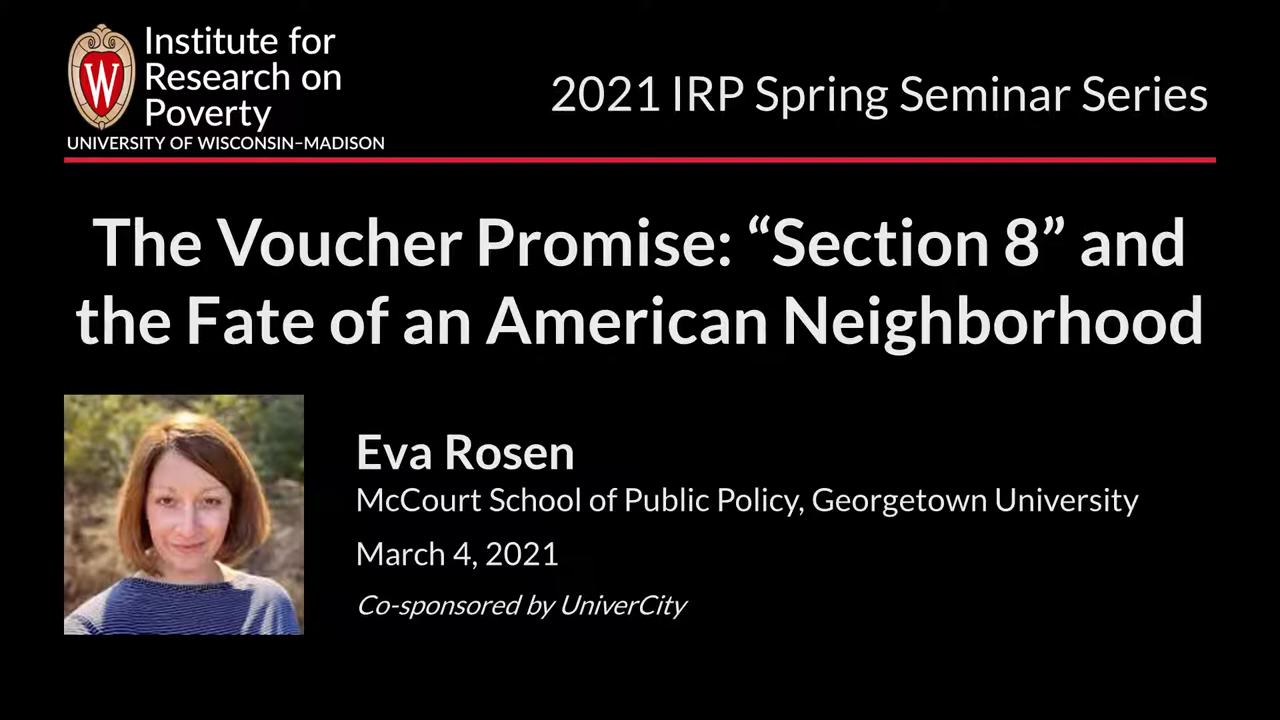 Institute for
Research on
Poverty
UNIVERSITY OF WISCONSIN–MADISON
W
2021 IRP Spring Seminar Series
The Voucher Promise: “Section 8” and
the Fate of an American Neighborhood
Eva Rosen
McCourt School of Public Policy, Georgetown University
March 4, 2021
Co-sponsored by UniverCity